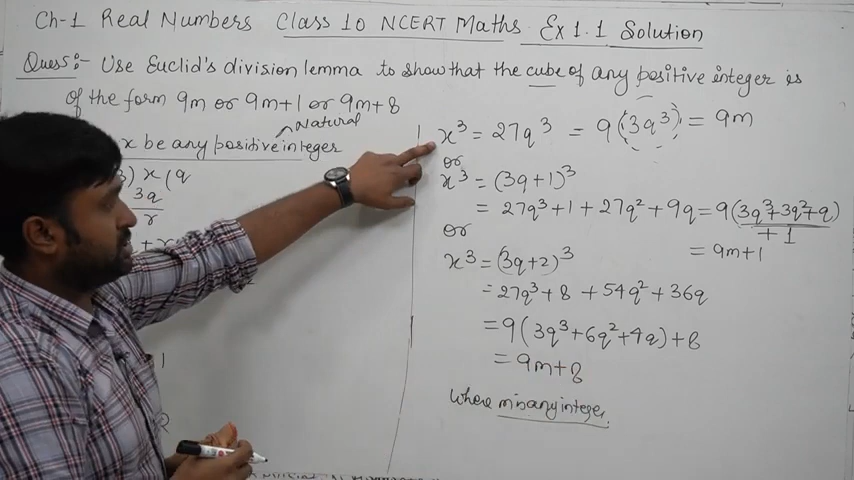 Ch-1 Real Numbers Class 10 NCERT Maths Ex 1.1 Solution
Ques:- Use Euclid's division lemma to show that the cube of any positive integer is
of the form 9m or 9m+1 or 9m+8
Natural
x be any positive integer
3) x (q
3q
r
x³ = 27q³ = 9(3q³) = 9m
or
x³ = (3q+1)³
= 27q³+1+27q²+9q = 9(3q³+3q²+q)
+1
= 9m+1
or
x³ = (3q+2)³
= 27q³+8+54q²+36q
= 9(3q³+6q²+4q)+8
= 9m+8
where m is any integer.